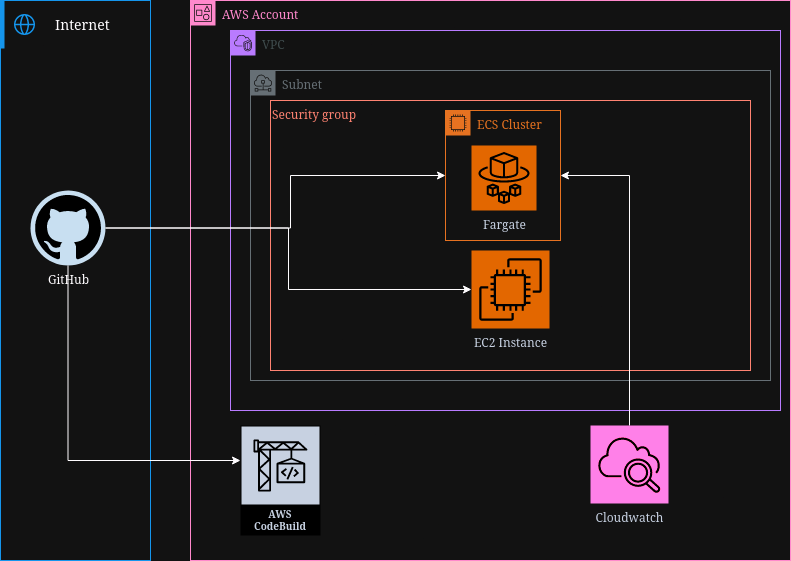 Internet
AWS Account
VPC
Subnet
Security group
ECS Cluster
Fargate
GitHub
EC2 Instance
AWS
CodeBuild
Cloudwatch